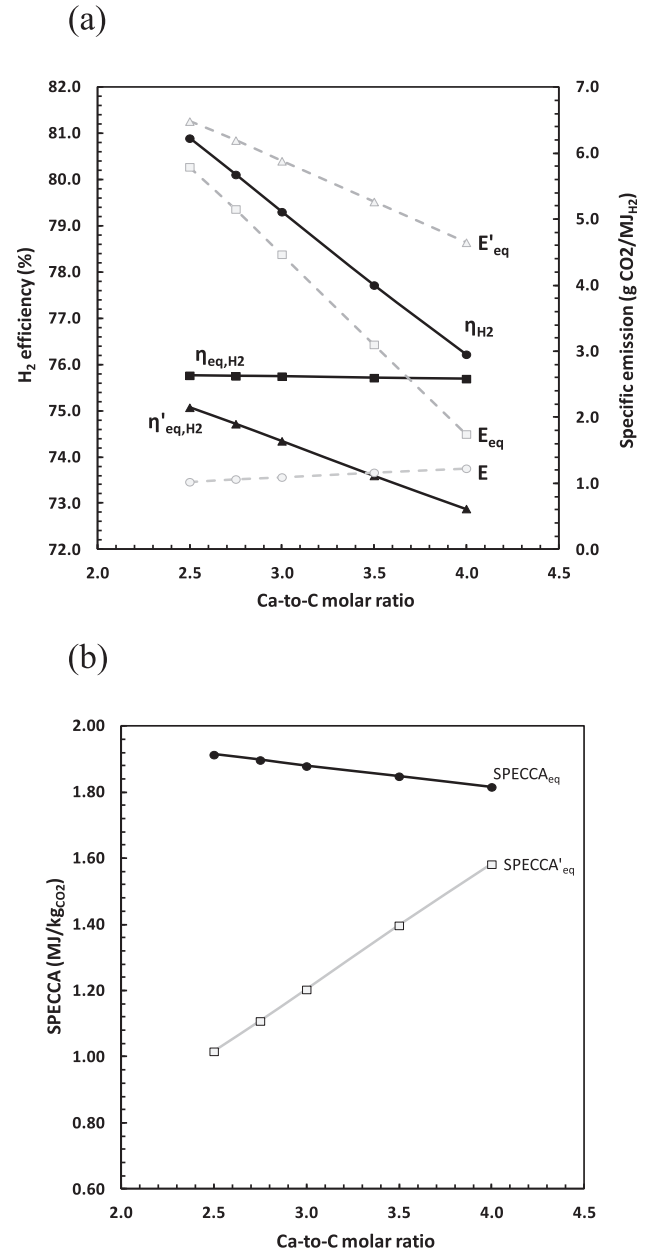 (a)
82.0
81.0
80.0
79.0
78.0
77.0
76.0
75.0
74.0
73.0
72.0
7.0
6.0
5.0
4.0
3.0
2.0
1.0
0.0
2.0 2.5 3.0 3.5 4.0 4.5
H2 efficiency (%)
Specific emission (g CO2/MJH2)
Ca-to-C molar ratio
E'eq
ηH2
ηeq,H2
η'eq,H2
Eeq
E
(b)
2.00
1.80
1.60
1.40
1.20
1.00
0.80
0.60
2.0 2.5 3.0 3.5 4.0 4.5
SPECCA (MJ/kgCO2)
Ca-to-C molar ratio
SPECCAeq
SPECCA'eq